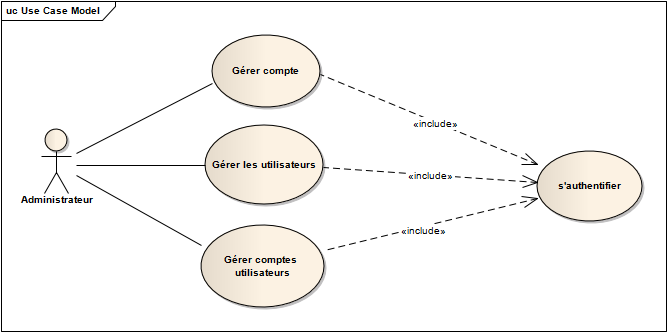 uc Use Case Model
Gérer compte
«include»
Gérer les utilisateurs
«include»
s'authentifier
Administrateur
«include»
Gérer comptes
utilisateurs